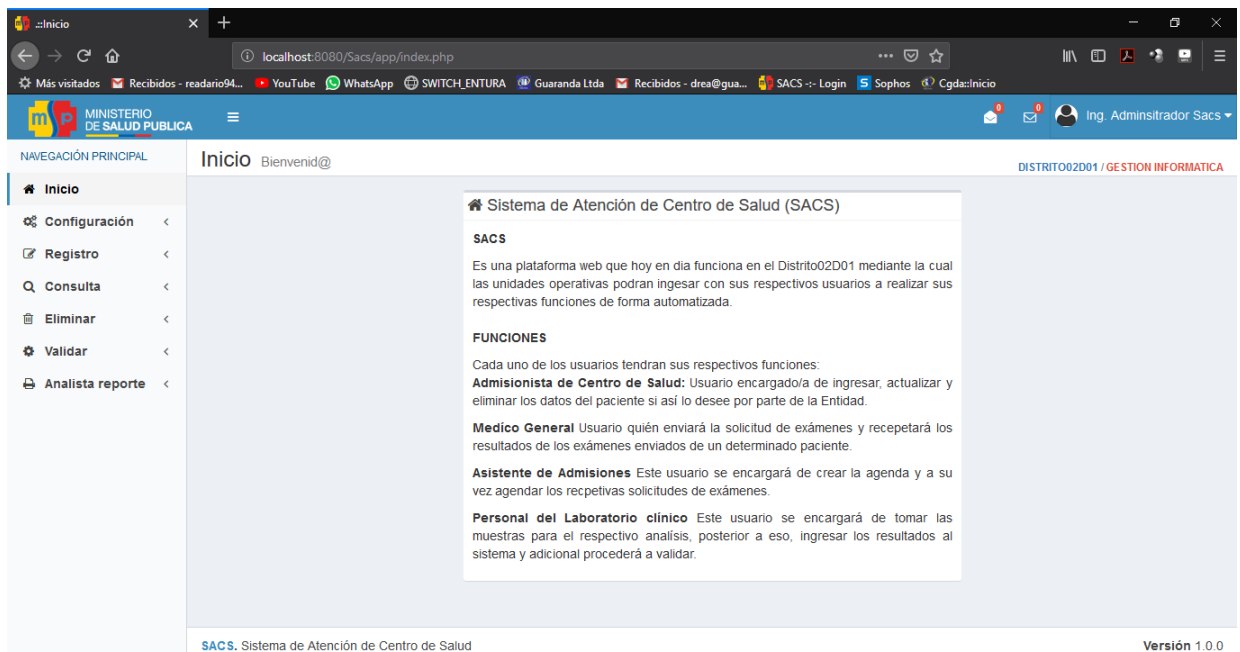 .::Inicio
localhost:8080/Sacs/app/index.php
Más visitados Recibidos - readario94... YouTube WhatsApp SWITCH_ENTURA Guaranda Ltda Recibidos - drea@gua... SACS -:- Login Sophos Cgda::Inicio
mp MINISTERIO
DE SALUD PUBLICA
0 0 Ing. Adminsitrador Sacs
NAVEGACIÓN PRINCIPAL
Inicio
Configuración
Registro
Consulta
Eliminar
Validar
Analista reporte
Inicio Bienvenid@
DISTRITO02D01 / GESTION INFORMATICA
Sistema de Atención de Centro de Salud (SACS)
SACS
Es una plataforma web que hoy en dia funciona en el Distrito02D01 mediante la cual
las unidades operativas podran ingesar con sus respectivos usuarios a realizar sus
respectivas funciones de forma automatizada.
FUNCIONES
Cada uno de los usuarios tendran sus respectivos funciones:
Admisionista de Centro de Salud: Usuario encargado/a de ingresar, actualizar y
eliminar los datos del paciente si así lo desee por parte de la Entidad.
Medico General Usuario quién enviará la solicitud de exámenes y recepetará los
resultados de los exámenes enviados de un determinado paciente.
Asistente de Admisiones Este usuario se encargará de crear la agenda y a su
vez agendar los recpetivas solicitudes de exámenes.
Personal del Laboratorio clínico Este usuario se encargará de tomar las
muestras para el respectivo analísis, posterior a eso, ingresar los resultados al
sistema y adicional procederá a validar.
SACS. Sistema de Atención de Centro de Salud
Versión 1.0.0